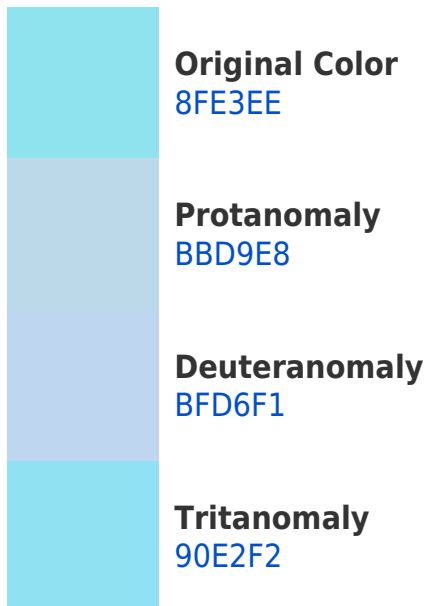 Original Color
8FE3EE
Protanomaly
BBD9E8
Deuteranomaly
BFD6F1
Tritanomaly
90E2F2